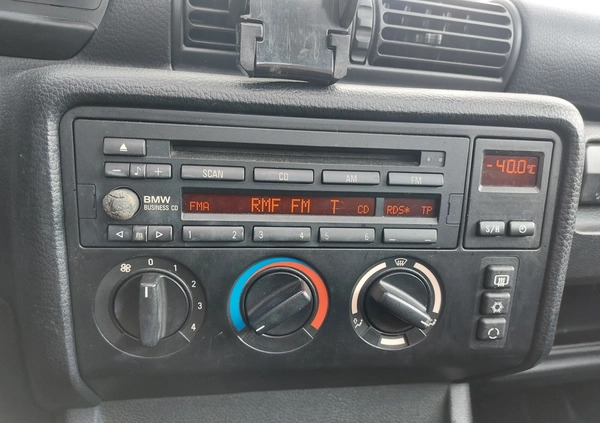 SCAN CD AM FM
BMW
BUSINESS CD
FMA RMF FM T CD RDS* TP
1 2 3 4 5 6
m
-40.0°C
S/R
0 1 2 3 4